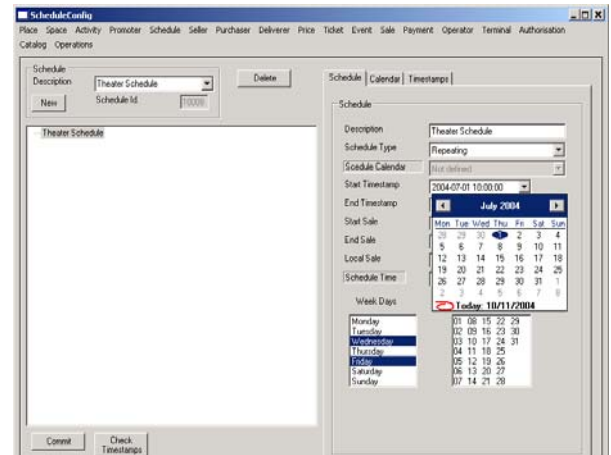 ScheduleConfig
Place Space Activity Promoter Schedule Seller Purchaser Deliverer Price Ticket Event Sale Payment Operator Terminal Authorisation
Catalog Operations
Schedule
Description Theater Schedule
Delete
New Schedule Id. 10008
Theater Schedule
Commit
Check Timestamps
Schedule Calendar Timestamps
Schedule
Description Theater Schedule
Schedule Type Repeating
Scedule Calendar Not defined
Start Timestamp 2004-07-01 10:00:00
End Timestamp
Start Sale
End Sale
Local Sale
Schedule Time
July 2004
Mon Tue Wed Thu Fri Sat Sun
28 29 30 1 2 3 4
5 6 7 8 9 10 11
12 13 14 15 16 17 18
19 20 21 22 23 24 25
26 27 28 29 30 31 1
2 3 4 5 6 7 8
Today: 10/11/2004
Week Days
Monday
Tuesday
Wednesday
Thursday
Friday
Saturday
Sunday
01 08 15 22 29
02 09 16 23 30
03 10 17 24 31
04 11 18 25
05 12 19 26
06 13 20 27
07 14 21 28